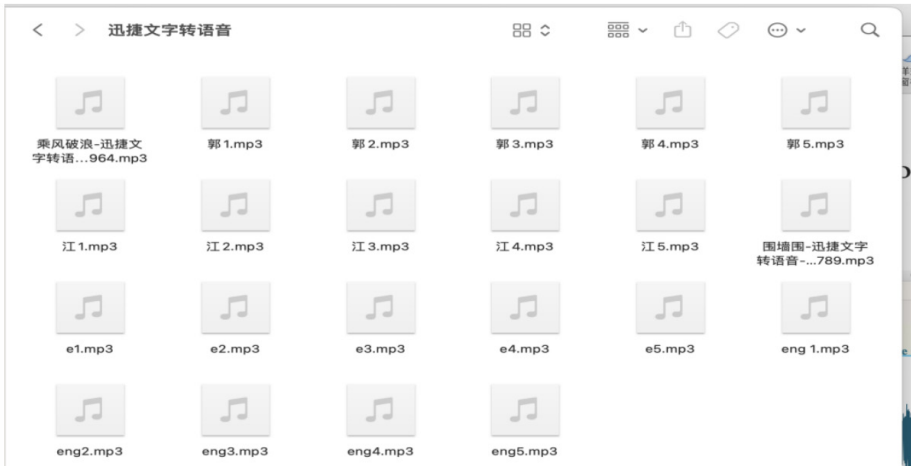 迅捷文字转语音
乘风破浪-迅捷文
字转语...964.mp3
郭 1.mp3
郭 2.mp3
郭 3.mp3
郭 4.mp3
郭 5.mp3
江 1.mp3
江 2.mp3
江 3.mp3
江 4.mp3
江 5.mp3
围墙围-迅捷文字
转语音-...789.mp3
e1.mp3
e2.mp3
e3.mp3
e4.mp3
e5.mp3
eng 1.mp3
eng2.mp3
eng3.mp3
eng4.mp3
eng5.mp3